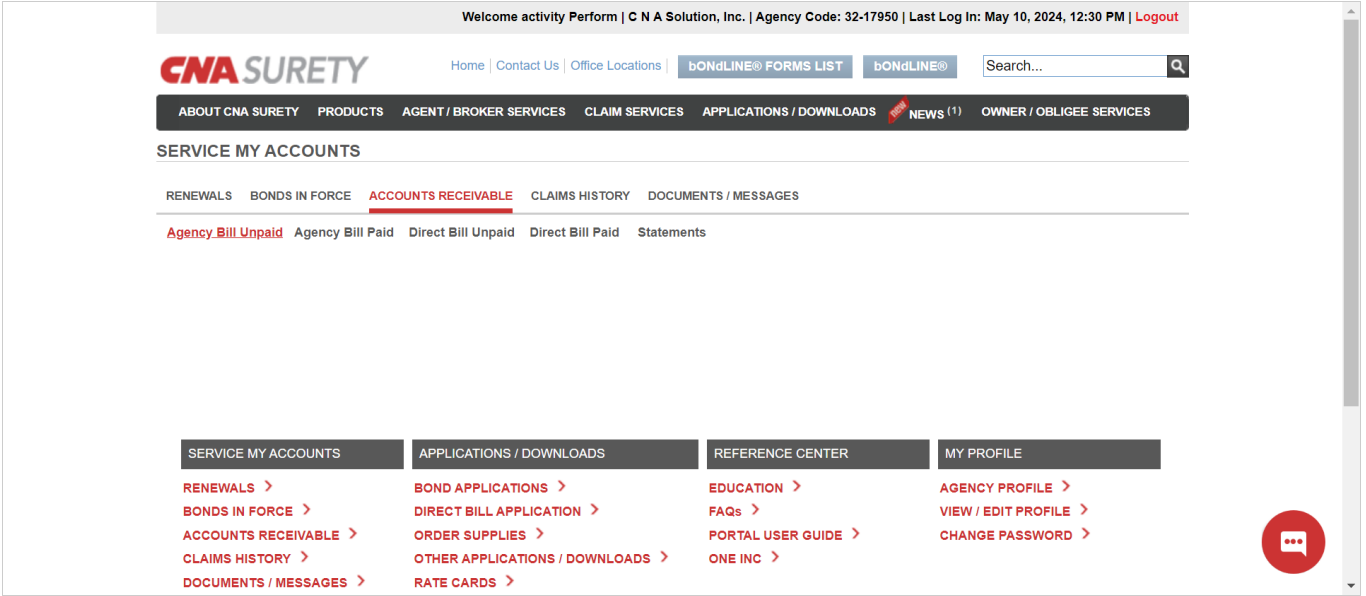 Welcome activity Perform | C N A Solution, Inc. | Agency Code: 32-17950 | Last Log In: May 10, 2024, 12:30 PM | Logout
CNA SURETY
Home | Contact Us | Office Locations | bONdLINE® FORMS LIST bONdLINE® Search...
ABOUT CNA SURETY PRODUCTS AGENT / BROKER SERVICES CLAIM SERVICES APPLICATIONS / DOWNLOADS new NEWS (1) OWNER / OBLIGEE SERVICES
SERVICE MY ACCOUNTS
RENEWALS BONDS IN FORCE ACCOUNTS RECEIVABLE CLAIMS HISTORY DOCUMENTS / MESSAGES
Agency Bill Unpaid Agency Bill Paid Direct Bill Unpaid Direct Bill Paid Statements
SERVICE MY ACCOUNTS
RENEWALS
BONDS IN FORCE
ACCOUNTS RECEIVABLE
CLAIMS HISTORY
DOCUMENTS / MESSAGES
APPLICATIONS / DOWNLOADS
BOND APPLICATIONS
DIRECT BILL APPLICATION
ORDER SUPPLIES
OTHER APPLICATIONS / DOWNLOADS
RATE CARDS
REFERENCE CENTER
EDUCATION
FAQs
PORTAL USER GUIDE
ONE INC
MY PROFILE
AGENCY PROFILE
VIEW / EDIT PROFILE
CHANGE PASSWORD